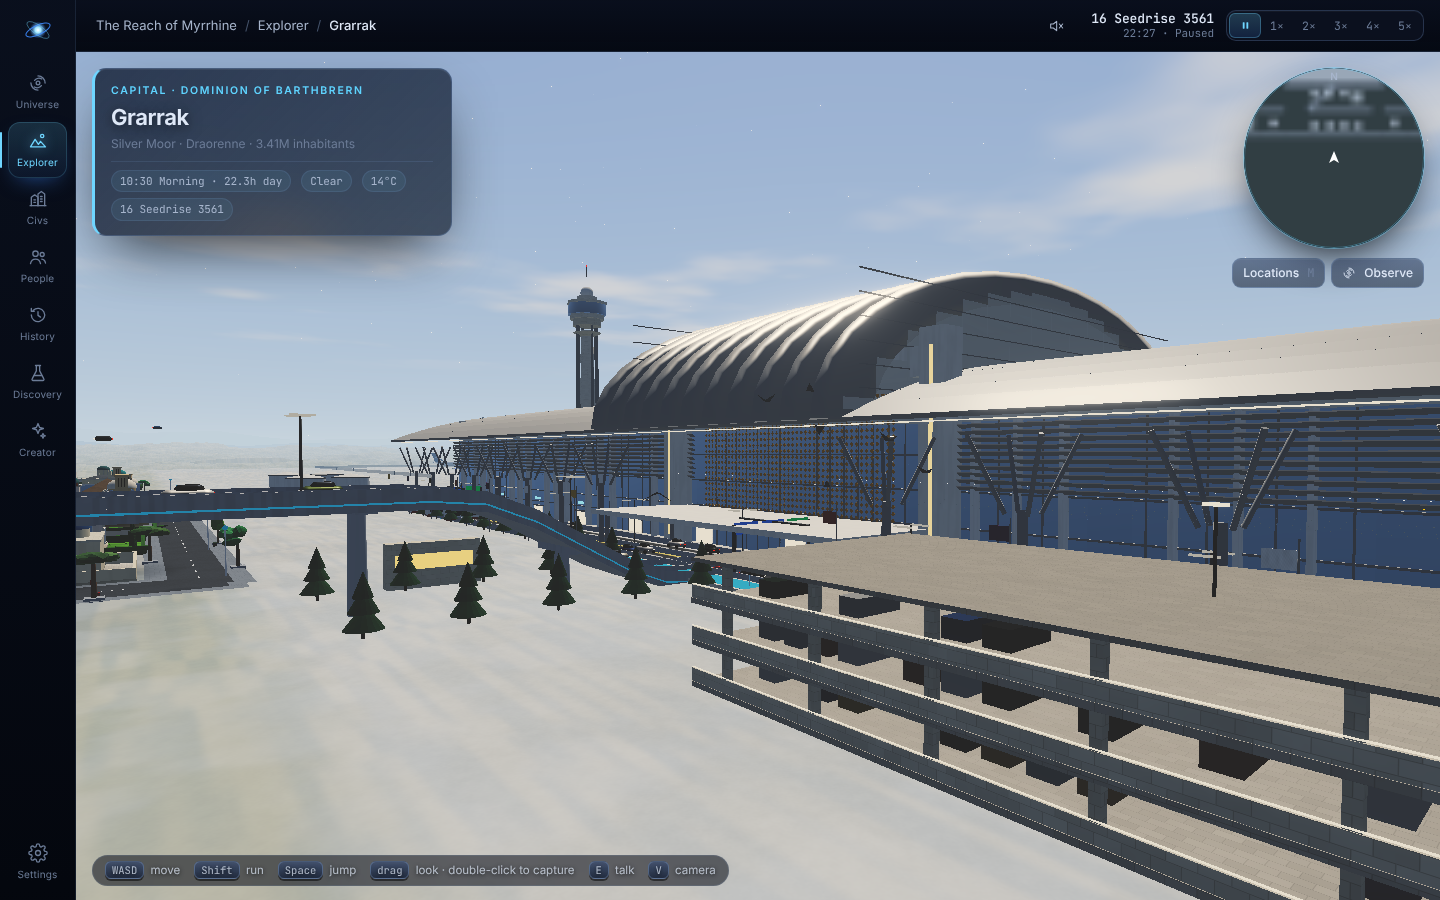 The Reach of Myrrhine / Explorer / Grarrak
16 Seedrise 3561
22:27 · Paused
1×
2×
3×
4×
5×
Universe
Explorer
Civs
People
History
Discovery
Creator
Settings
CAPITAL · DOMINION OF BARTHBRERN
Grarrak
Silver Moor · Draorenne · 3.41M inhabitants
10:30 Morning · 22.3h day
Clear
14°C
16 Seedrise 3561
N
Locations M
Observe
WASD move Shift run Space jump drag look · double-click to capture E talk V camera